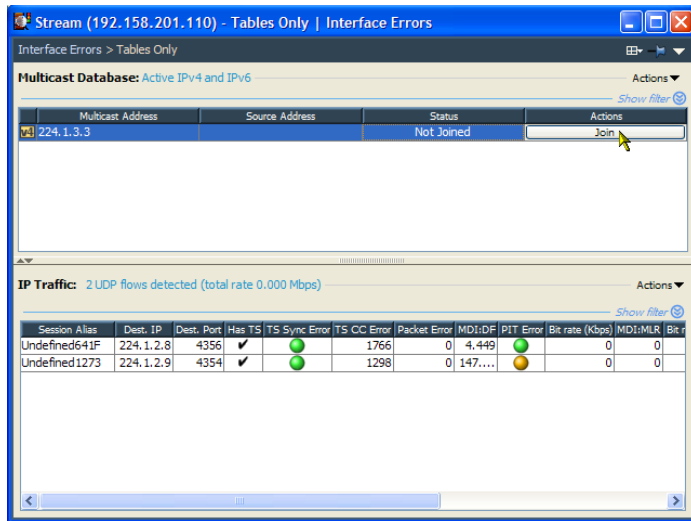 Stream (192.158.201.110) - Tables Only | Interface Errors
Interface Errors > Tables Only
Multicast Database: Active IPv4 and IPv6
Actions
Show filter
Multicast Address Source Address Status Actions
v4 224.1.3.3 Not Joined Join
IP Traffic: 2 UDP flows detected (total rate 0.000 Mbps)
Actions
Show filter
Session Alias Dest. IP Dest. Port Has TS TS Sync Error TS CC Error Packet Error MDI:DF PIT Error Bit rate (Kbps) MDI:MLR Bit r
Undefined641F 224.1.2.8 4356 ✔ 1766 0 4.449 0 0
Undefined1273 224.1.2.9 4354 ✔ 1298 0 147.... 0 0